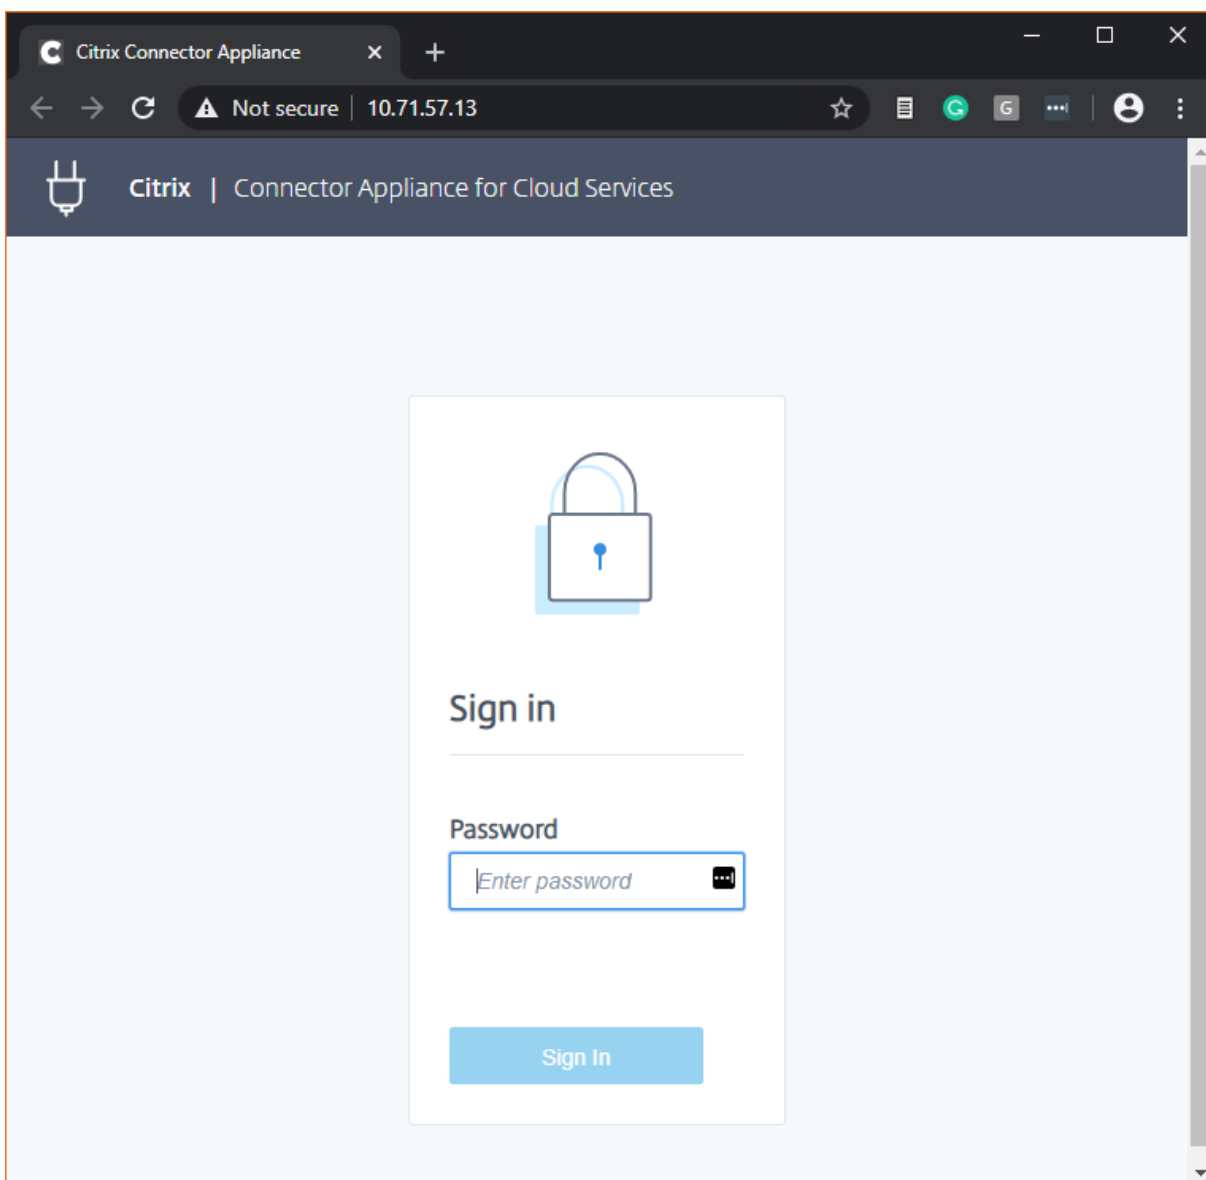 Citrix Connector Appliance
Not secure | 10.71.57.13
Citrix | Connector Appliance for Cloud Services
Sign in
Password
Enter password
Sign In